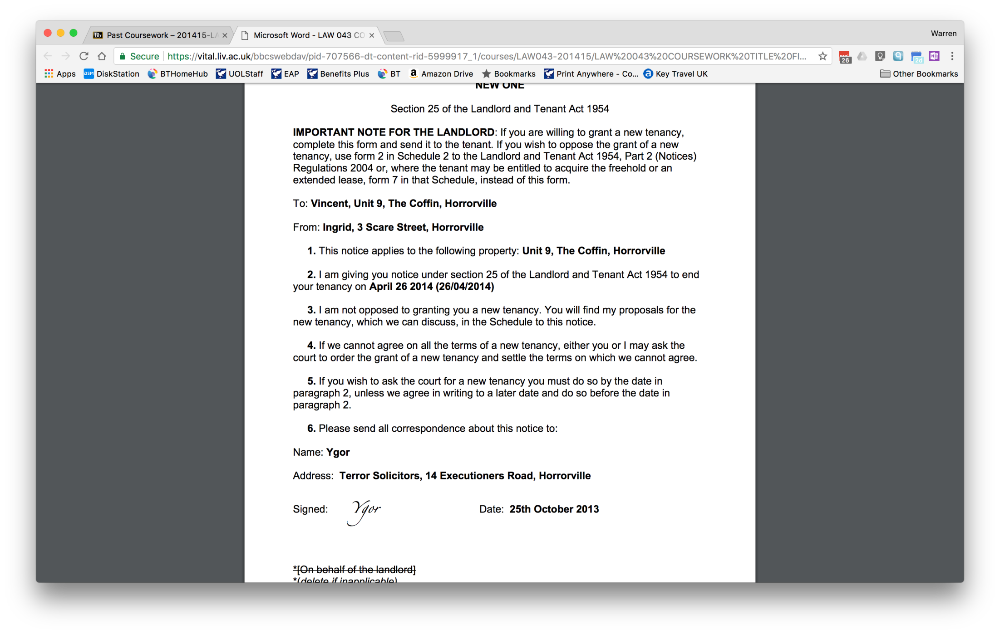 Past Coursework – 201415-LA
Microsoft Word - LAW 043 CO
Warren
Secure
https://vital.liv.ac.uk/bbcswebdav/pid-707566-dt-content-rid-5999917_1/courses/LAW043-201415/LAW%20043%20COURSEWORK%20TITLE%20FI...
26
2d
Apps DSM DiskStation BTHomeHub UOLStaff EAP Benefits Plus BT Amazon Drive Bookmarks Print Anywhere - Co... Key Travel UK Other Bookmarks
NEW ONE
Section 25 of the Landlord and Tenant Act 1954
IMPORTANT NOTE FOR THE LANDLORD: If you are willing to grant a new tenancy,
complete this form and send it to the tenant. If you wish to oppose the grant of a new
tenancy, use form 2 in Schedule 2 to the Landlord and Tenant Act 1954, Part 2 (Notices)
Regulations 2004 or, where the tenant may be entitled to acquire the freehold or an
extended lease, form 7 in that Schedule, instead of this form.
To: Vincent, Unit 9, The Coffin, Horrorville
From: Ingrid, 3 Scare Street, Horrorville
1. This notice applies to the following property: Unit 9, The Coffin, Horrorville
2. I am giving you notice under section 25 of the Landlord and Tenant Act 1954 to end
your tenancy on April 26 2014 (26/04/2014)
3. I am not opposed to granting you a new tenancy. You will find my proposals for the
new tenancy, which we can discuss, in the Schedule to this notice.
4. If we cannot agree on all the terms of a new tenancy, either you or I may ask the
court to order the grant of a new tenancy and settle the terms on which we cannot agree.
5. If you wish to ask the court for a new tenancy you must do so by the date in
paragraph 2, unless we agree in writing to a later date and do so before the date in
paragraph 2.
6. Please send all correspondence about this notice to:
Name: Ygor
Address: Terror Solicitors, 14 Executioners Road, Horrorville
Signed: Ygor Date: 25th October 2013
*[On behalf of the landlord]
*(delete if inapplicable)